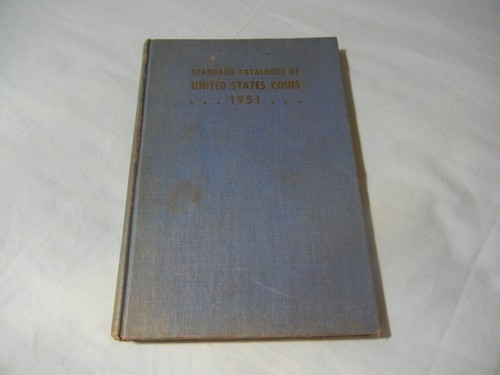 STANDARD CATALOGUE OF
UNITED STATES COINS
. . . 1951 . . .